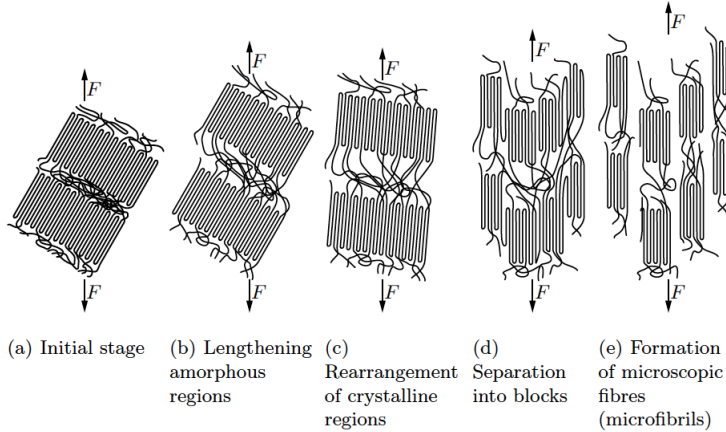 F
F
F
F
F
F
F
F
F
F
(a) Initial stage
(b) Lengthening
amorphous
regions
(c)
Rearrangement
of crystalline
regions
(d)
Separation
into blocks
(e) Formation
of microscopic
fibres
(microfibrils)